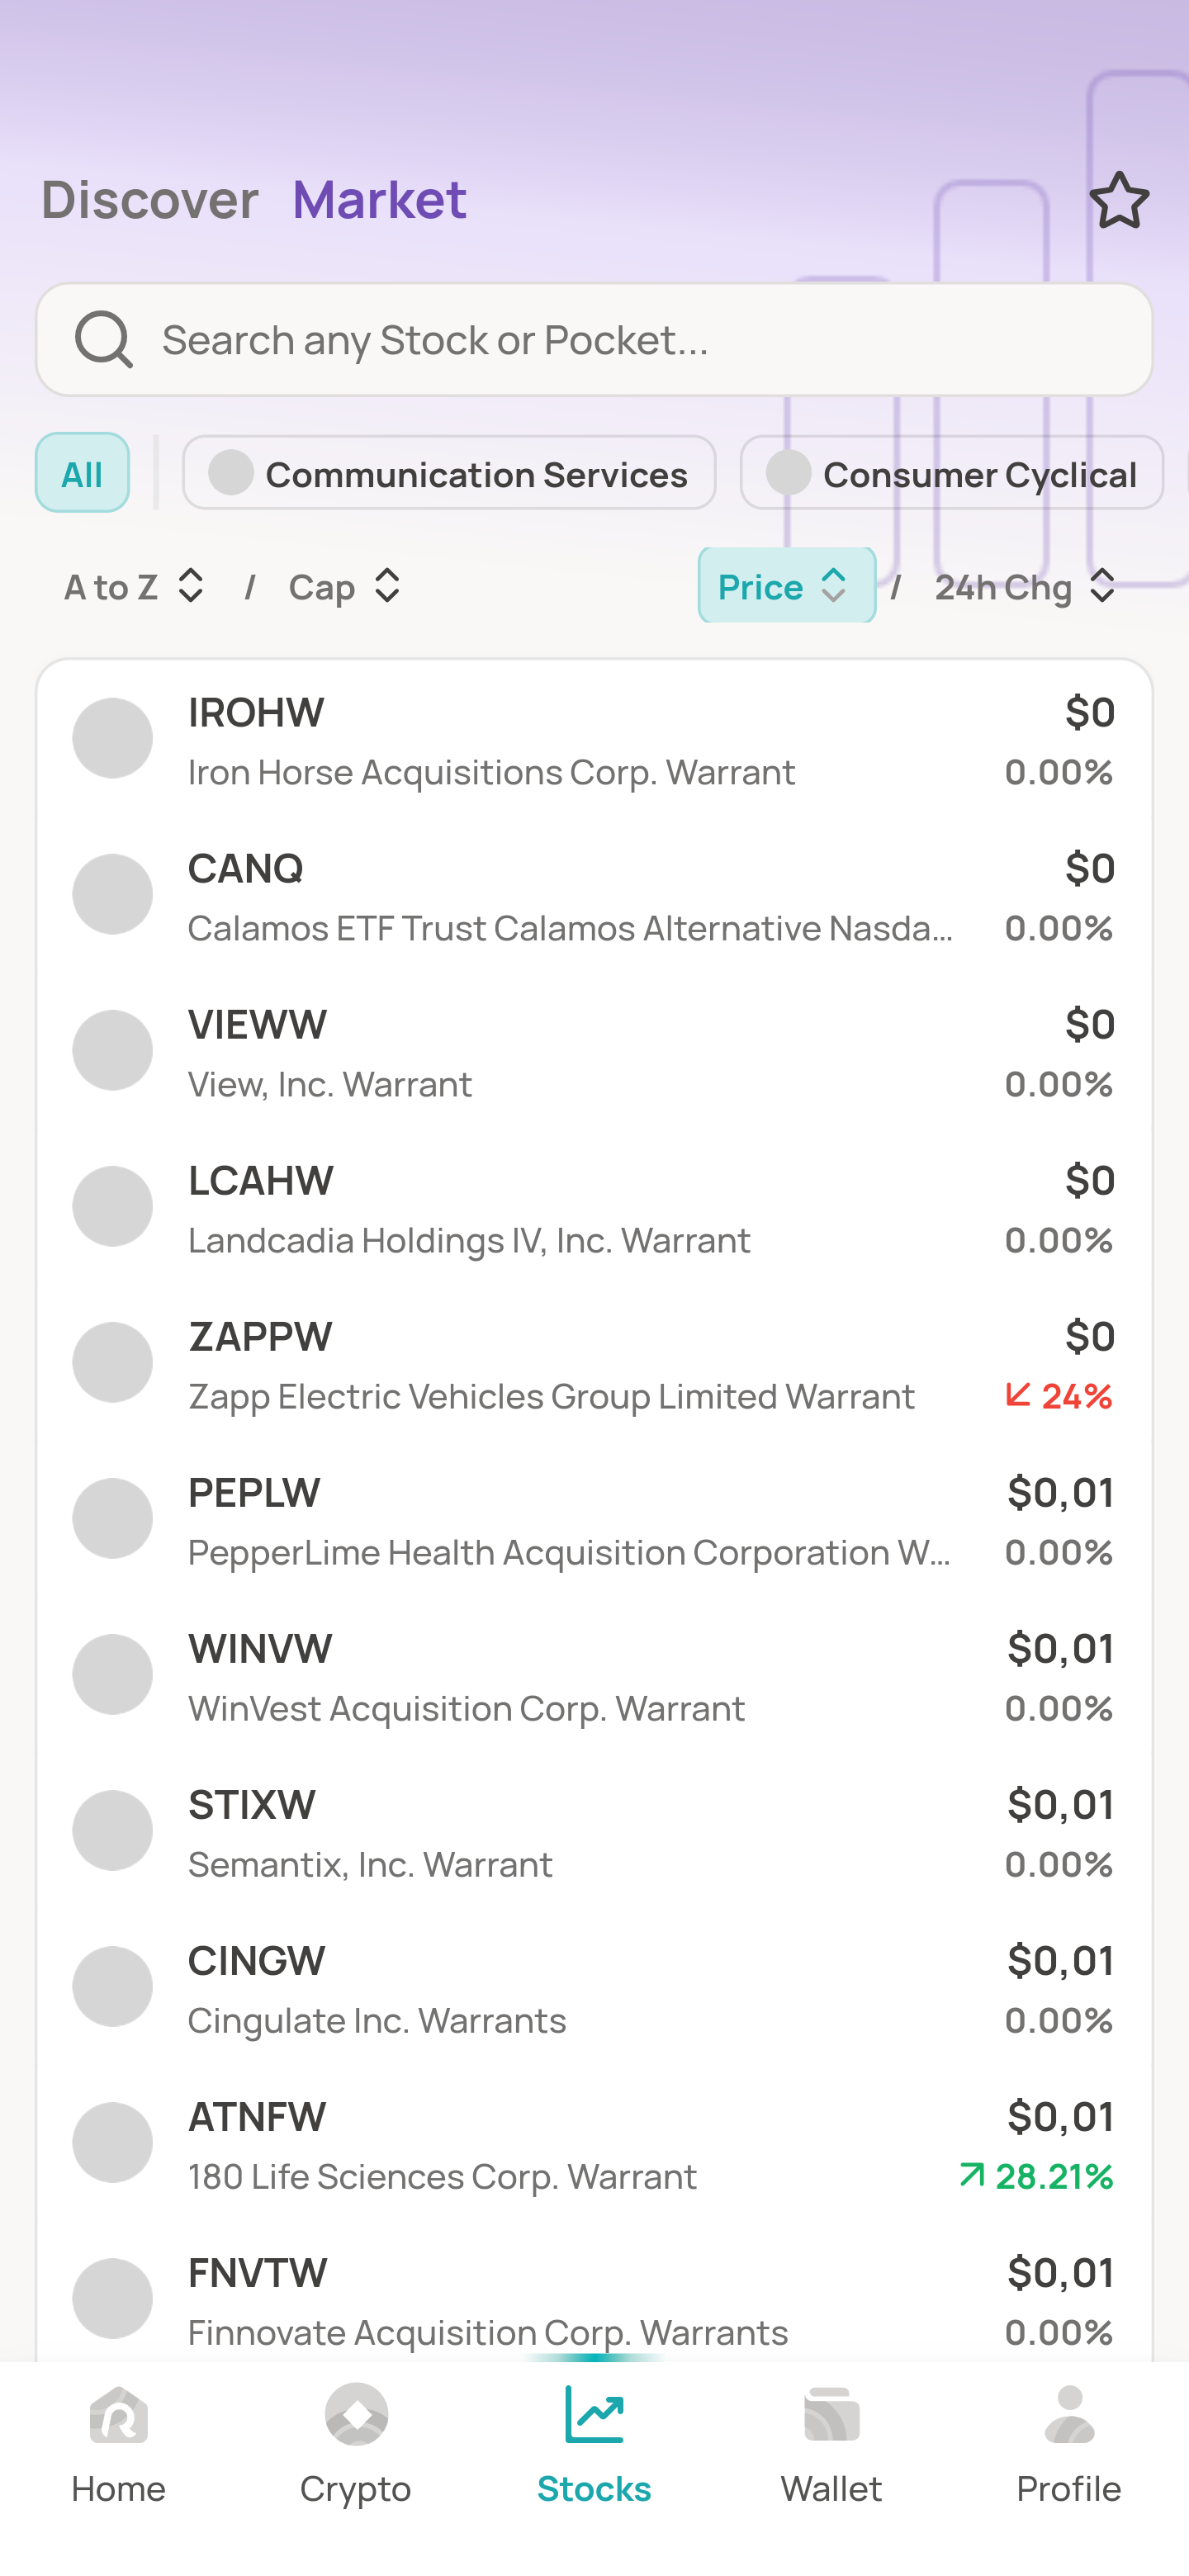 Discover Market
Search any Stock or Pocket...
All Communication Services Consumer Cyclical
A to Z / Cap Price / 24h Chg
IROHW $0
Iron Horse Acquisitions Corp. Warrant 0.00%
CANQ $0
Calamos ETF Trust Calamos Alternative Nasda... 0.00%
VIEWW $0
View, Inc. Warrant 0.00%
LCAHW $0
Landcadia Holdings IV, Inc. Warrant 0.00%
ZAPPW $0
Zapp Electric Vehicles Group Limited Warrant 24%
PEPLW $0,01
PepperLime Health Acquisition Corporation W... 0.00%
WINVW $0,01
WinVest Acquisition Corp. Warrant 0.00%
STIXW $0,01
Semantix, Inc. Warrant 0.00%
CINGW $0,01
Cingulate Inc. Warrants 0.00%
ATNFW $0,01
180 Life Sciences Corp. Warrant 28.21%
FNVTW $0,01
Finnovate Acquisition Corp. Warrants 0.00%
Home Crypto Stocks Wallet Profile